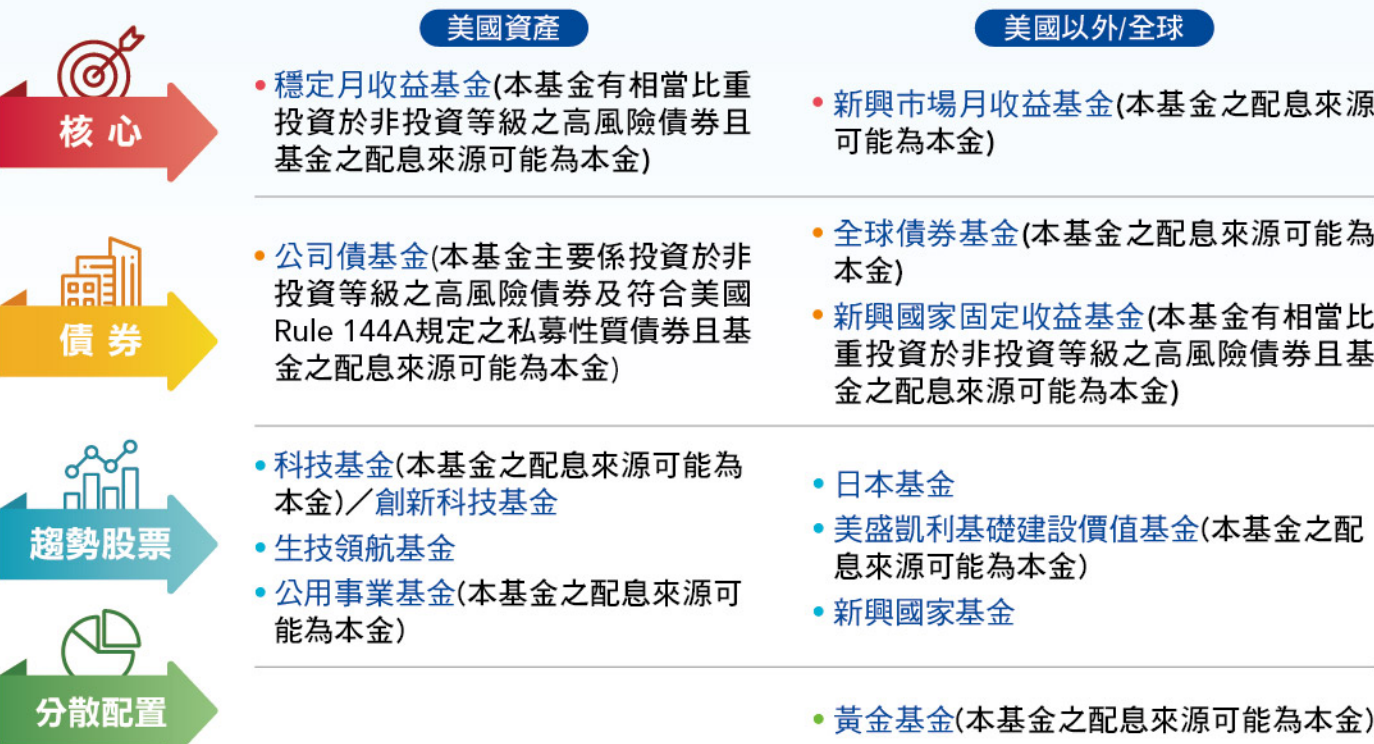 美國資產
美國以外/全球
核心
•穩定月收益基金(本基金有相當比重
投資於非投資等級之高風險債券且
基金之配息來源可能為本金)
•新興市場月收益基金(本基金之配息來源
可能為本金)
債券
•公司債基金(本基金主要係投資於非
投資等級之高風險債券及符合美國
Rule 144A規定之私募性質債券且基
金之配息來源可能為本金)
•全球債券基金(本基金之配息來源可能為
本金)
•新興國家固定收益基金(本基金有相當比
重投資於非投資等級之高風險債券且基
金之配息來源可能為本金)
趨勢股票
•科技基金(本基金之配息來源可能為
本金)／創新科技基金
•生技領航基金
•公用事業基金(本基金之配息來源可
能為本金)
•日本基金
•美盛凱利基礎建設價值基金(本基金之配
息來源可能為本金)
•新興國家基金
分散配置
•黃金基金(本基金之配息來源可能為本金)